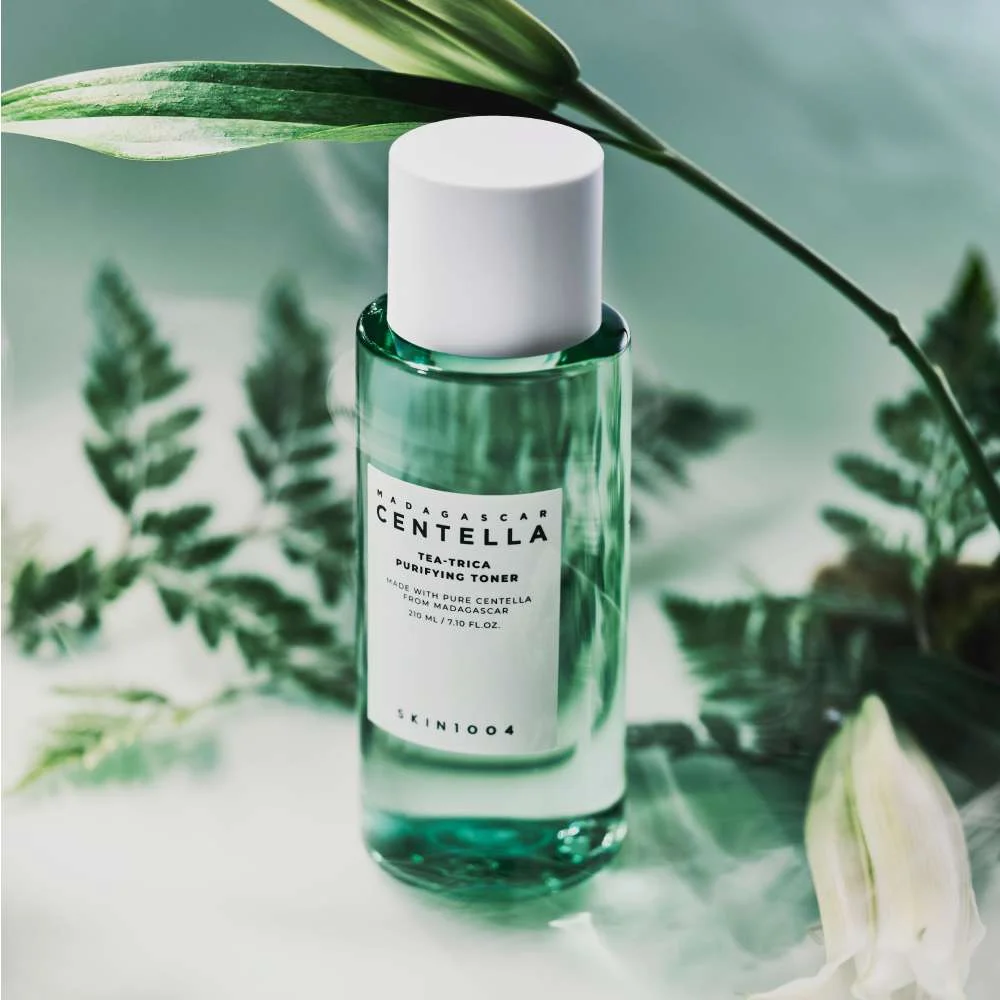 MADAGASCAR
CENTELLA
TEA-TRICA
PURIFYING TONER
MADE WITH PURE CENTELLA
FROM MADAGASCAR
210 ML / 7.10 FL.OZ.
SKIN1004